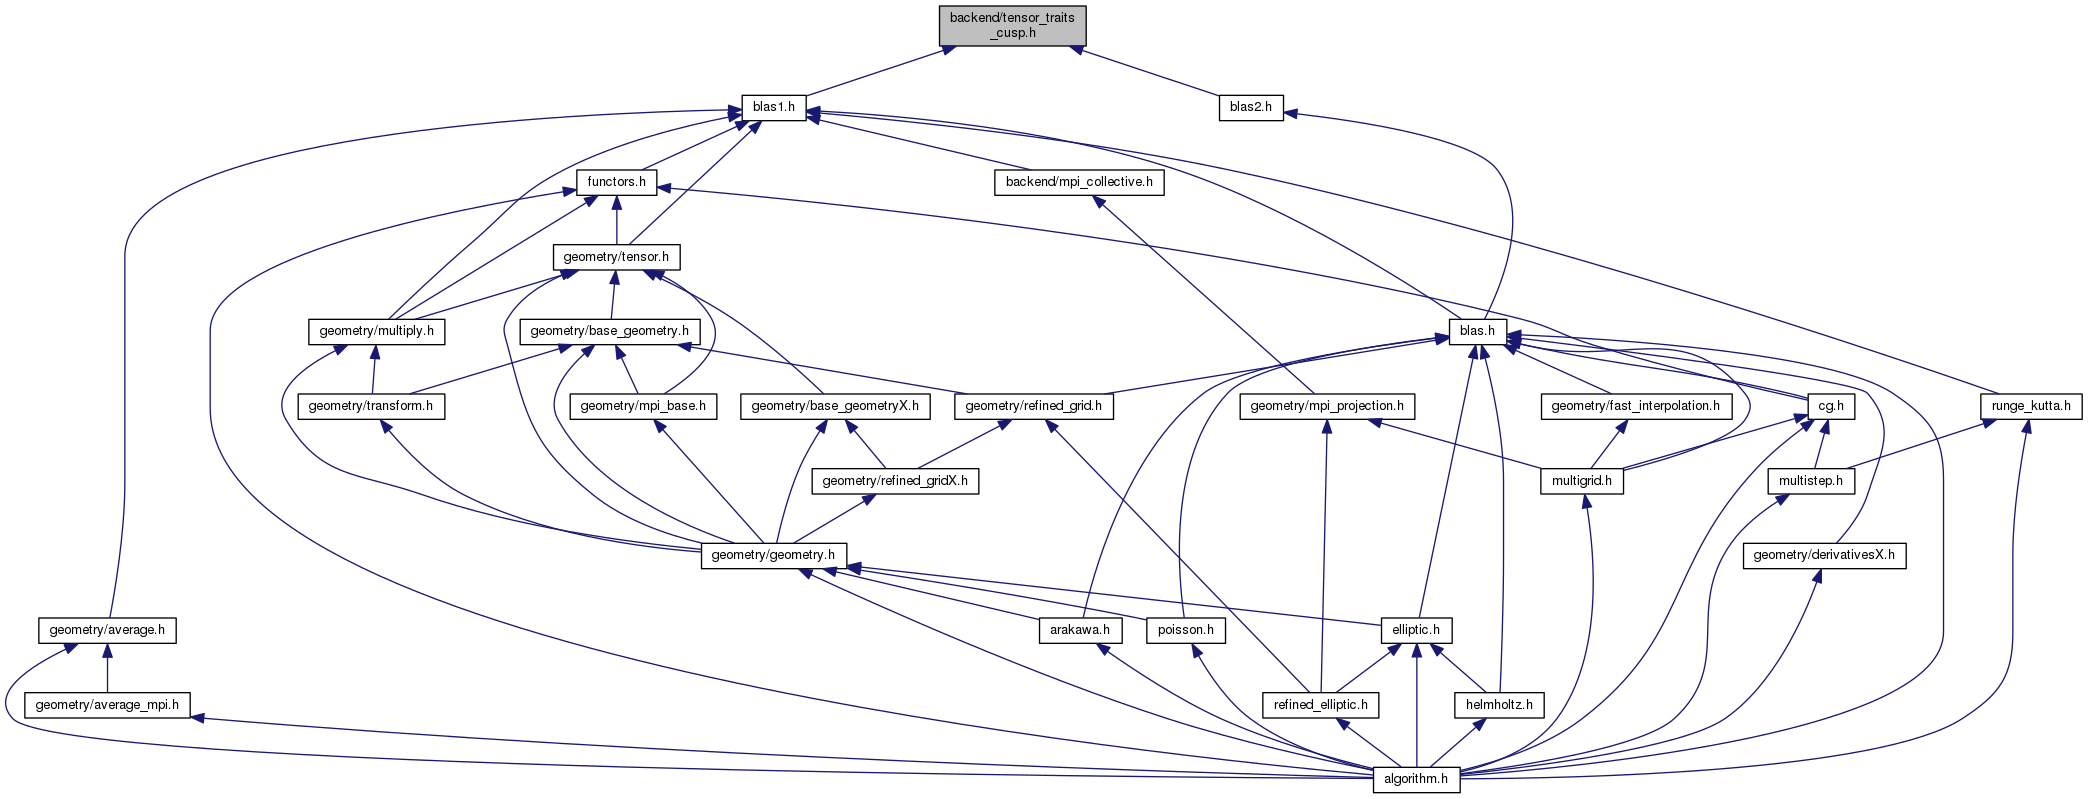 backend/tensor_traits
_cusp.h
blas1.h
blas2.h
functors.h
backend/mpi_collective.h
geometry/tensor.h
geometry/multiply.h
geometry/base_geometry.h
blas.h
geometry/transform.h
geometry/mpi_base.h
geometry/base_geometryX.h
geometry/refined_grid.h
geometry/mpi_projection.h
geometry/fast_interpolation.h
cg.h
runge_kutta.h
geometry/refined_gridX.h
multigrid.h
multistep.h
geometry/geometry.h
geometry/derivativesX.h
geometry/average.h
arakawa.h
poisson.h
elliptic.h
geometry/average_mpi.h
refined_elliptic.h
helmholtz.h
algorithm.h